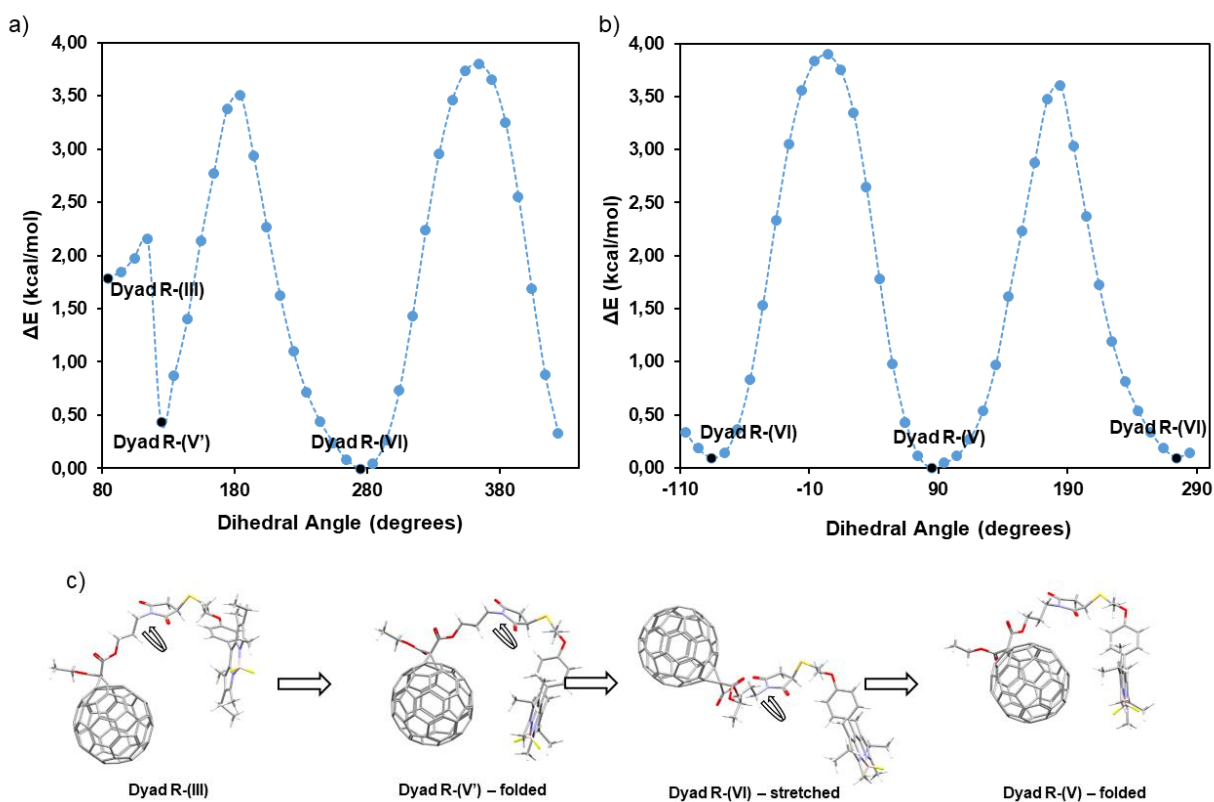 a)
4,00
3,50
3,00
2,50
2,00
1,50
1,00
0,50
0,00
ΔE (kcal/mol)
80
180
280
380
Dihedral Angle (degrees)
Dyad R-(III)
Dyad R-(V’)
Dyad R-(VI)
b)
4,00
3,50
3,00
2,50
2,00
1,50
1,00
0,50
0,00
ΔE (kcal/mol)
-110
-10
90
190
290
Dihedral Angle (degrees)
Dyad R-(VI)
Dyad R-(V)
Dyad R-(VI)
c)
Dyad R-(III)
Dyad R-(V’) – folded
Dyad R-(VI) – stretched
Dyad R-(V) – folded